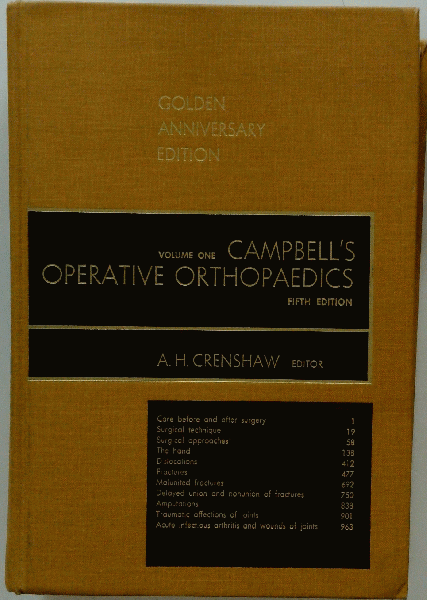 GOLDEN
ANNIVERSARY
EDITION
VOLUME ONE CAMPBELL'S
OPERATIVE ORTHOPAEDICS
FIFTH EDITION
A. H. CRENSHAW EDITOR
Care before and after surgery 1
Surgical technique 19
Surgical approaches 58
The hand 138
Dislocations 412
Fractures 477
Malunited fractures 692
Delayed union and nonunion of fractures 750
Amputations 838
Traumatic affections of joints 901
Acute infectious arthritis and wounds of joints 963